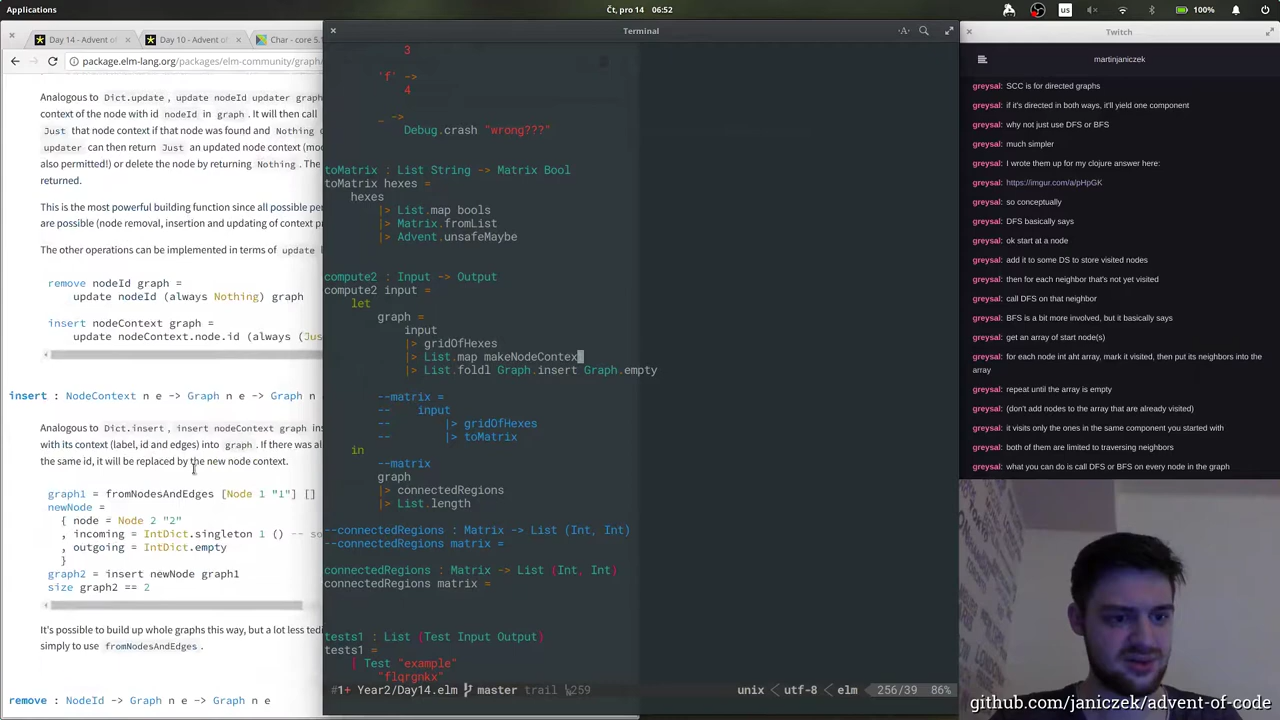 Applications
Čt, pro 14 06:52
us
100%
Day 14 - Advent o
Day 10 - Advent of
Char - core 5.1
package.elm-lang.org/packages/elm-community/graph/
Analogous to Dict.update , update nodeId updater graph
context of the node with id nodeId in graph . It will then call
Just that node context if that node was found and Nothing
updater can then return Just an updated node context (mo
also permitted!) or delete the node by returning Nothing . The
returned.
This is the most powerful building function since all possible per
are possible (node removal, insertion and updating of context p
The other operations can be implemented in terms of update
remove nodeId graph =
update nodeId (always Nothing) graph
insert nodeContext graph =
update nodeContext.node.id (always (Jus
insert : NodeContext n e -> Graph n e -> Graph n
Analogous to Dict.insert , insert nodeContext graph ins
with its context (label, id and edges) into graph . If there was al
the same id, it will be replaced by the new node context.
graph1 = fromNodesAndEdges [Node 1 "1"] []
newNode =
{ node = Node 2 "2"
, incoming = IntDict.singleton 1 () -- so
, outgoing = IntDict.empty
}
graph2 = insert newNode graph1
size graph2 == 2
It's possible to build up whole graphs this way, but a lot less ted
simply to use fromNodesAndEdges .
remove : NodeId -> Graph n e -> Graph n e
Terminal
3
'f' ->
4
_ ->
Debug.crash "wrong???"
toMatrix : List String -> Matrix Bool
toMatrix hexes =
hexes
|> List.map bools
|> Matrix.fromList
|> Advent.unsafeMaybe
compute2 : Input -> Output
compute2 input =
let
graph =
input
|> gridOfHexes
|> List.map makeNodeContex
|> List.foldl Graph.insert Graph.empty
--matrix =
-- input
-- |> gridOfHexes
-- |> toMatrix
in
--matrix
graph
|> connectedRegions
|> List.length
--connectedRegions : Matrix -> List (Int, Int)
--connectedRegions matrix =
connectedRegions : Matrix -> List (Int, Int)
connectedRegions matrix =
tests1 : List (Test Input Output)
tests1 =
[ Test "example"
"flqrgnkx"
#1+ Year2/Day14.elm master trail 259 unix utf-8 elm 256/39 86%
Twitch
martinjaniczek
greysal: SCC is for directed graphs
greysal: if it's directed in both ways, it'll yield one component
greysal: why not just use DFS or BFS
greysal: much simpler
greysal: I wrote them up for my clojure answer here:
greysal: https://imgur.com/a/pHpGK
greysal: so conceptually
greysal: DFS basically says
greysal: ok start at a node
greysal: add it to some DS to store visited nodes
greysal: then for each neighbor that's not yet visited
greysal: call DFS on that neighbor
greysal: BFS is a bit more involved, but it basically says
greysal: get an array of start node(s)
greysal: for each node int aht array, mark it visited, then put its neighbors into the
array
greysal: repeat until the array is empty
greysal: (don't add nodes to the array that are already visited)
greysal: it visits only the ones in the same component you started with
greysal: both of them are limited to traversing neighbors
greysal: what you can do is call DFS or BFS on every node in the graph
github.com/janiczek/advent-of-code